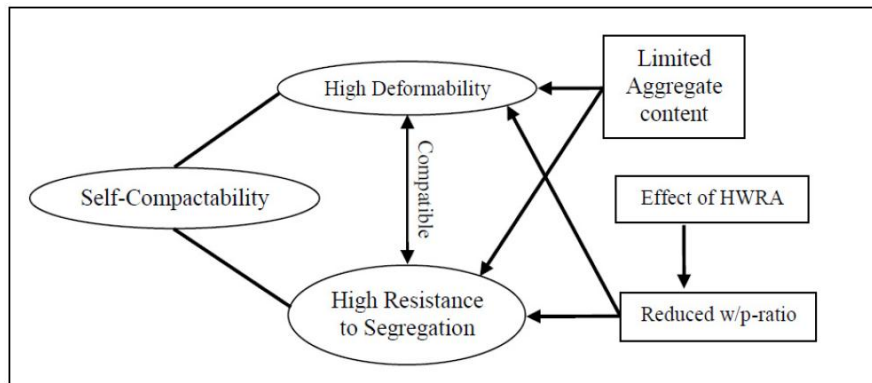 High Deformability
Limited
Aggregate
content
Compatible
Self-Compactability
Effect of HWRA
High Resistance
to Segregation
Reduced w/p-ratio